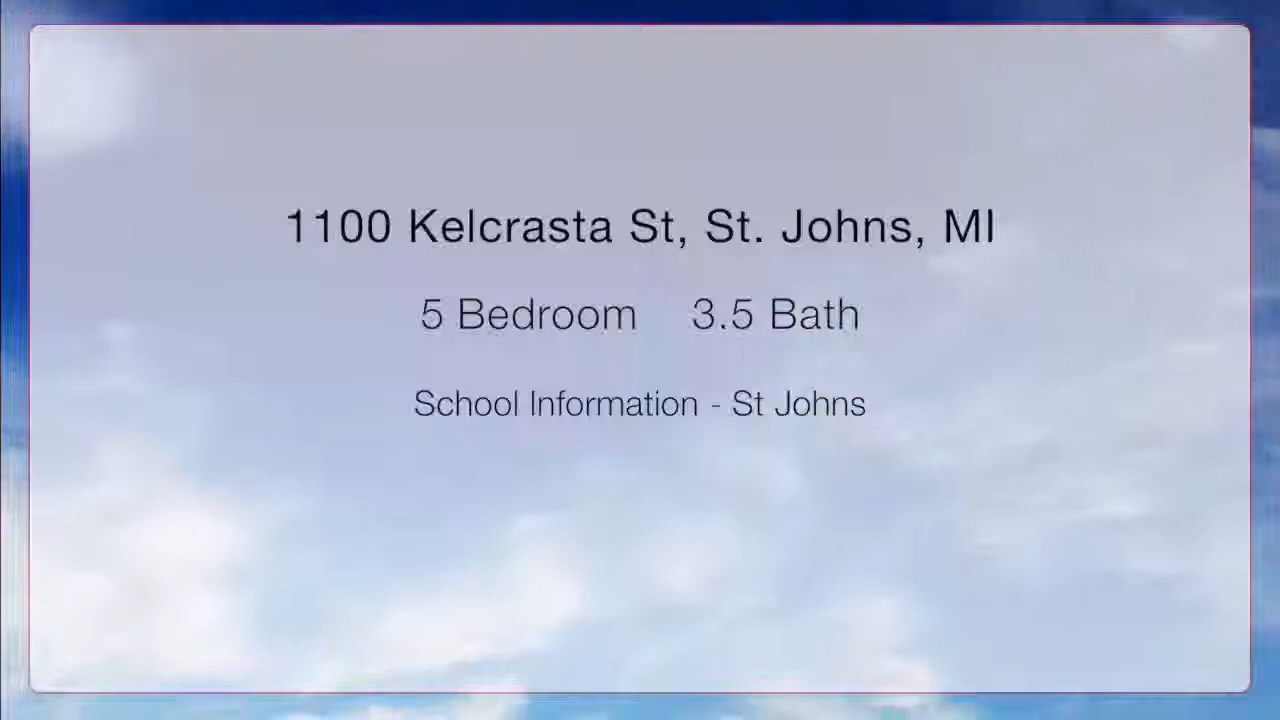 1100 Kelcrasta St, St. Johns, MI
5 Bedroom 3.5 Bath
School Information - St Johns